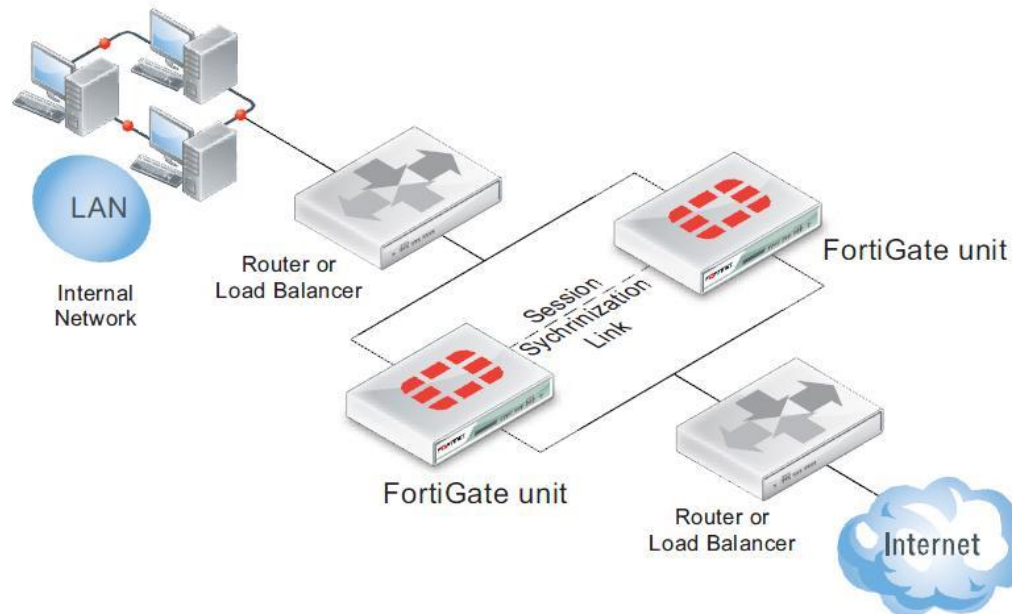 LAN
Internal
Network
Router or
Load Balancer
FortiGate unit
Session
Sychrinization
Link
FortiGate unit
Router or
Load Balancer
Internet